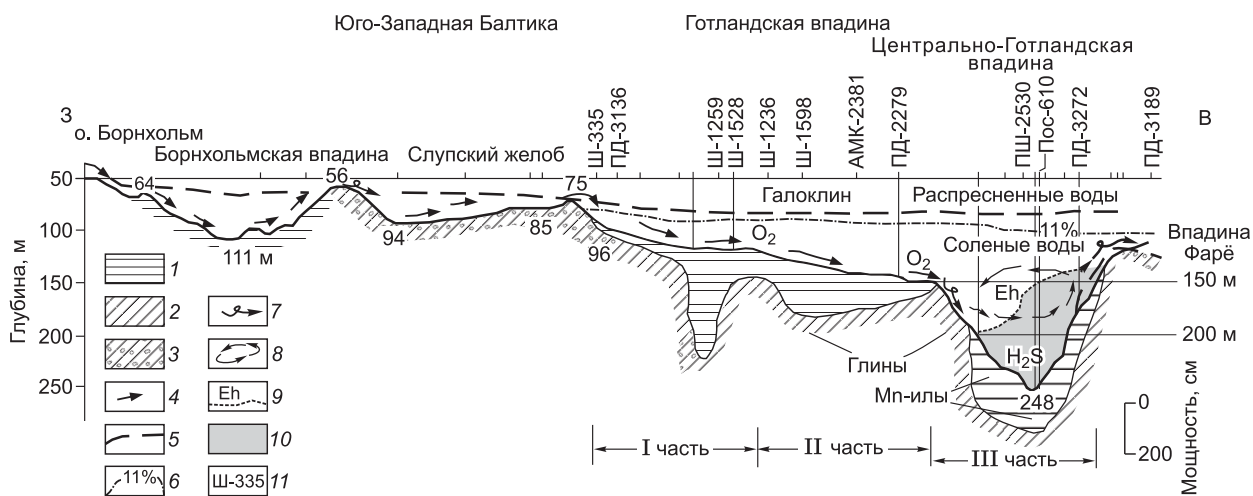 Юго-Западная Балтика
Готландская впадина
Центрально-Готландская
впадина
Ш-335
ПД-3136
Ш-1259
Ш-1528
Ш-1236
Ш-1598
АМК-2381
ПД-2279
ПШ-2530
Пос-610
ПД-3272
ПД-3189
З
В
о. Борнхольм
Борнхольмская впадина
Слупский желоб
50
64
56
75
Галоклин
Распресненные воды
100
111 м
94
85
96
O2
11%
Соленые воды
Впадина
Фарё
Глубина, м
150
200
250
O2
Eh
150 м
200 м
H2S
Глины
Mn-илы
248
0
200
Мощность, см
1
2
3
4
5
11%
6
7
8
Eh
9
10
Ш-335
11
I часть
II часть
III часть